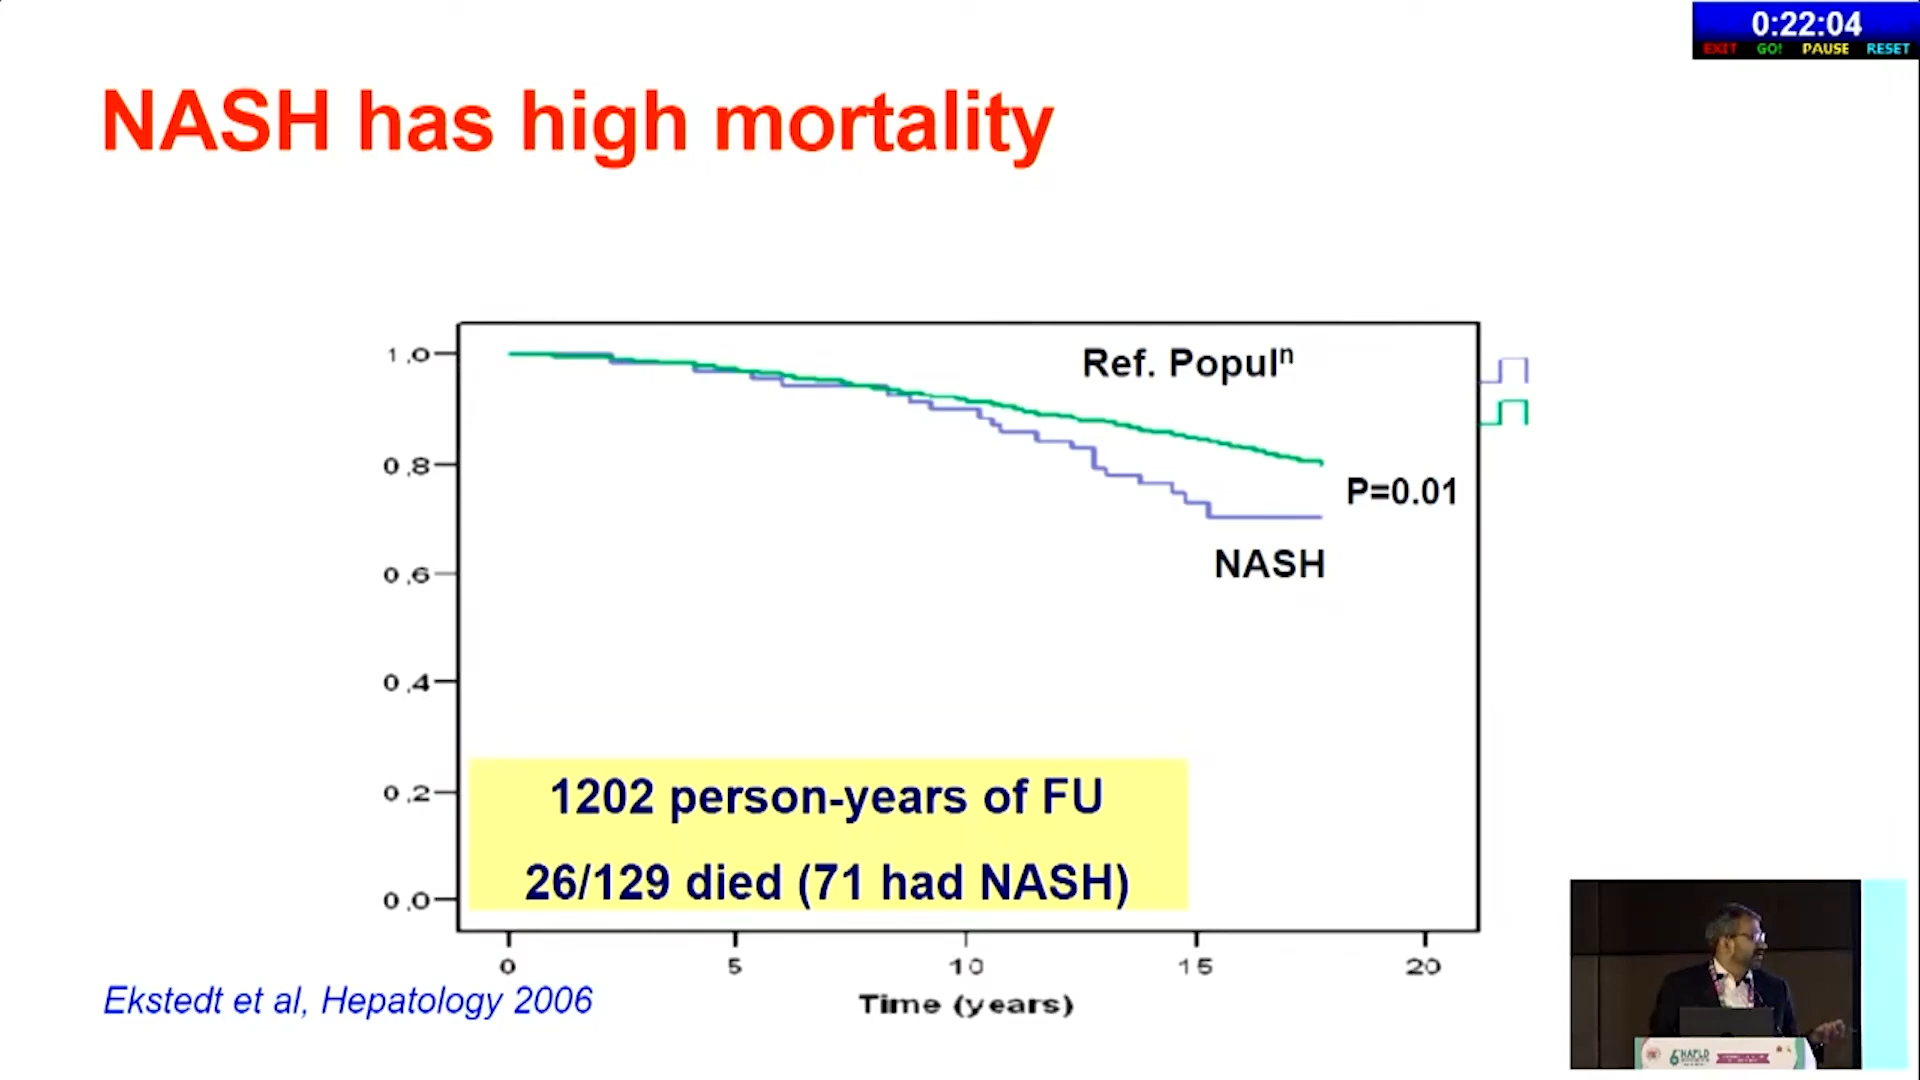 0:22:04
EXIT GO! PAUSE RESET
NASH has high mortality
1.0
0.8
0.6
0.4
0.2
0.0
Ref. Populⁿ
P=0.01
NASH
1202 person-years of FU
26/129 died (71 had NASH)
0 5 10 15 20
Time (years)
Ekstedt et al, Hepatology 2006
6 NAFLD